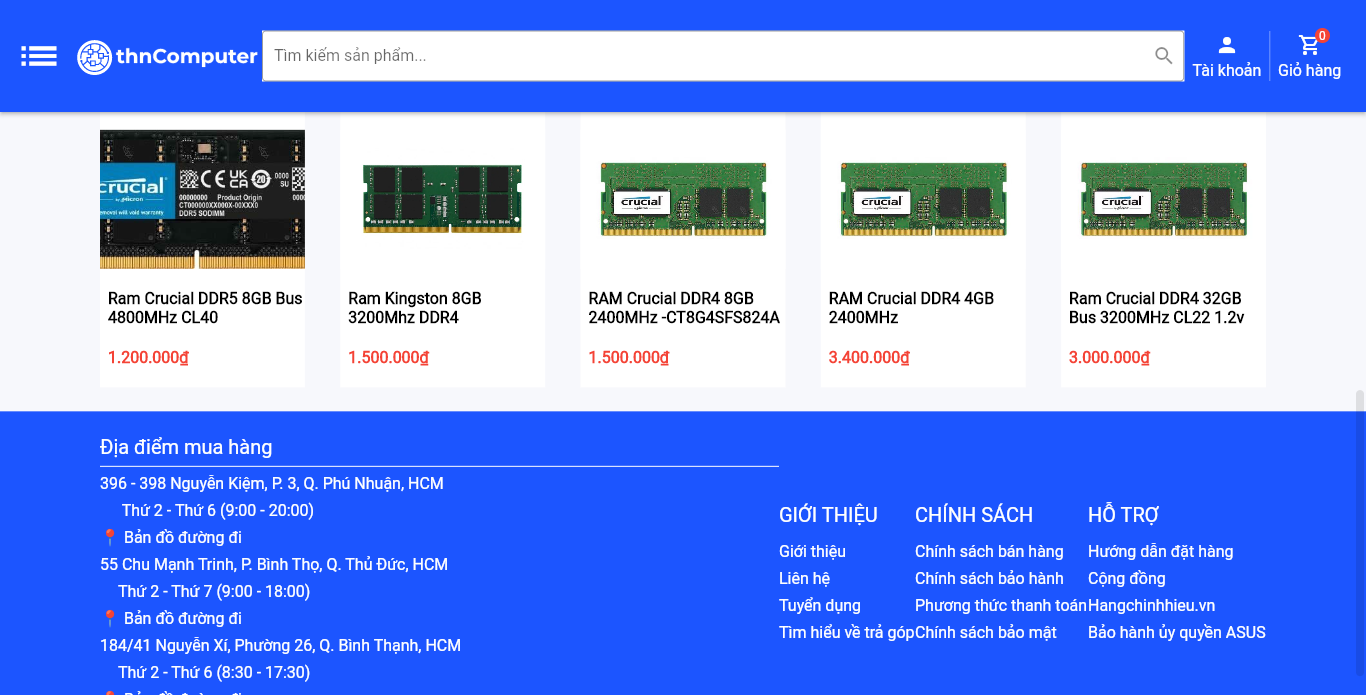 thnComputer
Tìm kiếm sản phẩm...
Tài khoản
0
Giỏ hàng
crucial
by Micron
removal will void warranty
CE UK CA 20
0000
SU
00000000 Product Origin
CT00000XX000X-00XXX0
DDR5 SODIMM
crucial
crucial
crucial
Ram Crucial DDR5 8GB Bus
4800MHz CL40
1.200.000₫
Ram Kingston 8GB
3200Mhz DDR4
1.500.000₫
RAM Crucial DDR4 8GB
2400MHz -CT8G4SFS824A
1.500.000₫
RAM Crucial DDR4 4GB
2400MHz
3.400.000₫
Ram Crucial DDR4 32GB
Bus 3200MHz CL22 1.2v
3.000.000₫
Địa điểm mua hàng
396 - 398 Nguyễn Kiệm, P. 3, Q. Phú Nhuận, HCM
Thứ 2 - Thứ 6 (9:00 - 20:00)
📍 Bản đồ đường đi
55 Chu Mạnh Trinh, P. Bình Thọ, Q. Thủ Đức, HCM
Thứ 2 - Thứ 7 (9:00 - 18:00)
📍 Bản đồ đường đi
184/41 Nguyễn Xí, Phường 26, Q. Bình Thạnh, HCM
Thứ 2 - Thứ 6 (8:30 - 17:30)
📍 Bản đồ đường đi
GIỚI THIỆU
Giới thiệu
Liên hệ
Tuyển dụng
Tìm hiểu về trả góp
CHÍNH SÁCH
Chính sách bán hàng
Chính sách bảo hành
Phương thức thanh toán
Chính sách bảo mật
HỖ TRỢ
Hướng dẫn đặt hàng
Cộng đồng
Hangchinhhieu.vn
Bảo hành ủy quyền ASUS